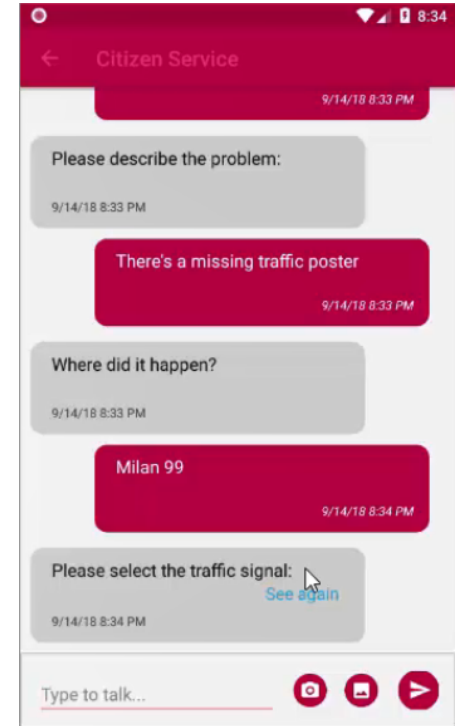 8:34
Citizen Service
9/14/18 8:33 PM
Please describe the problem:
9/14/18 8:33 PM
There's a missing traffic poster
9/14/18 8:33 PM
Where did it happen?
9/14/18 8:33 PM
Milan 99
9/14/18 8:34 PM
Please select the traffic signal:
See again
9/14/18 8:34 PM
Type to talk...